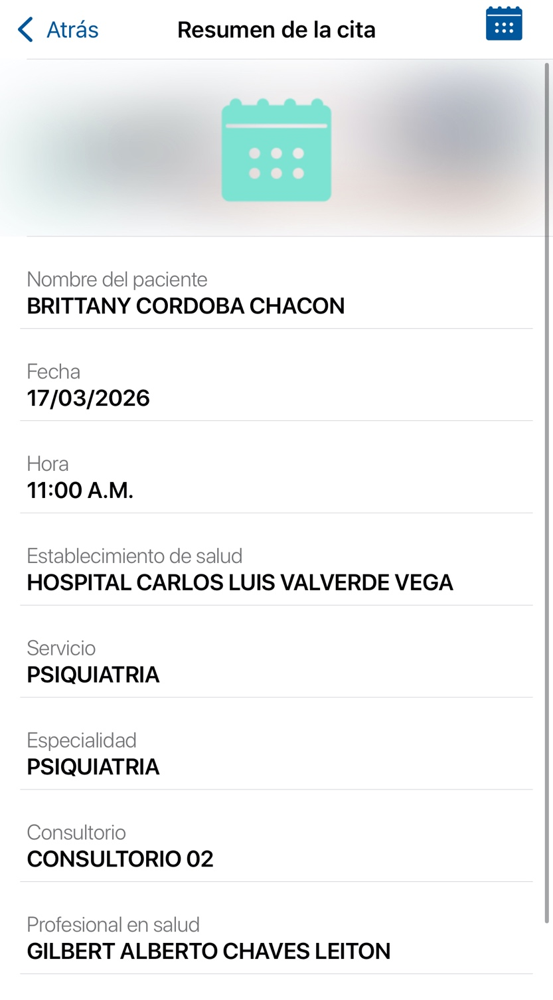 Atrás
Resumen de la cita
Nombre del paciente
BRITTANY CORDOBA CHACON
Fecha
17/03/2026
Hora
11:00 A.M.
Establecimiento de salud
HOSPITAL CARLOS LUIS VALVERDE VEGA
Servicio
PSIQUIATRIA
Especialidad
PSIQUIATRIA
Consultorio
CONSULTORIO 02
Profesional en salud
GILBERT ALBERTO CHAVES LEITON